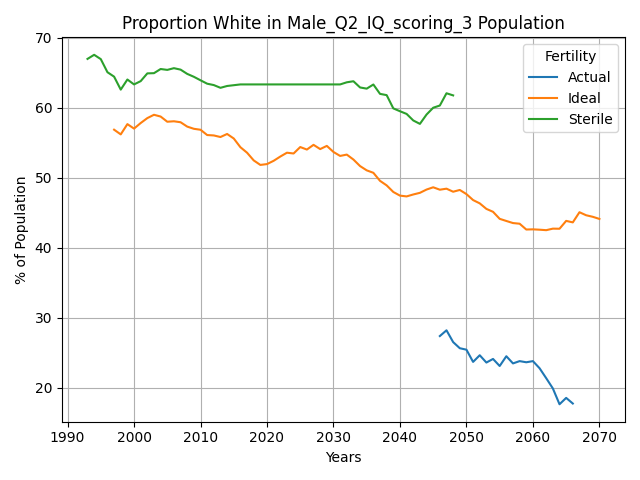 Proportion White in Male_Q2_IQ_scoring_3 Population
% of Population
70
60
50
40
30
20
Fertility
Actual
Ideal
Sterile
1990 2000 2010 2020 2030 2040 2050 2060 2070
Years